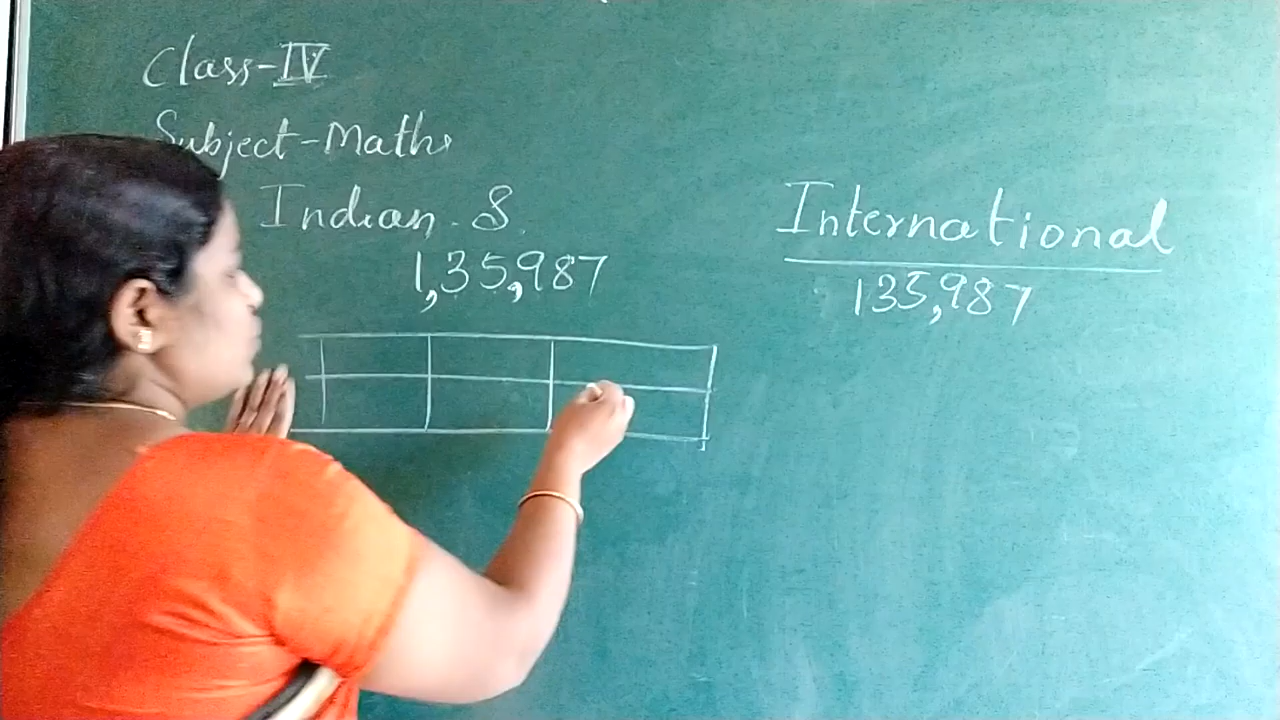 Class-IV
Subject-Maths
Indian. S.
1,35,987
International
135,987